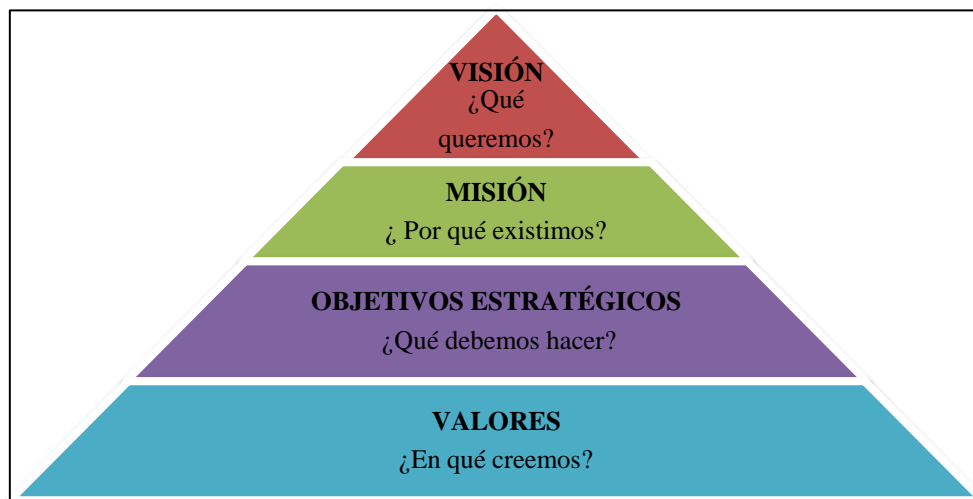 VISIÓN
¿Qué
queremos?
MISIÓN
¿ Por qué existimos?
OBJETIVOS ESTRATÉGICOS
¿Qué debemos hacer?
VALORES
¿En qué creemos?